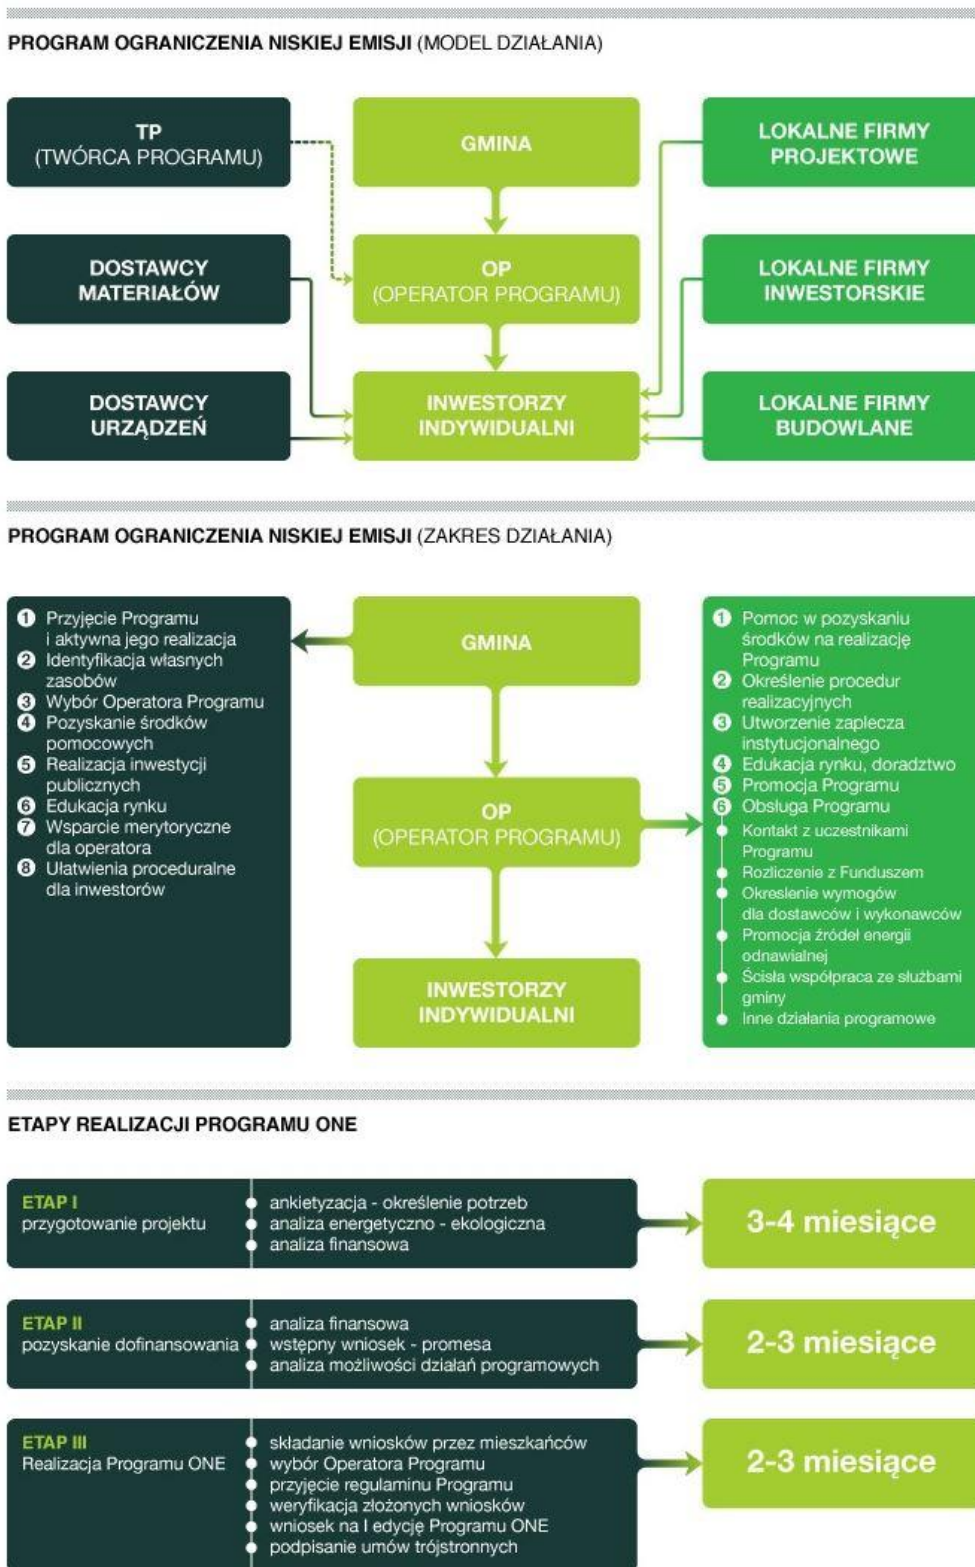 PROGRAM OGRANICZENIA NISKIEJ EMISJI (MODEL DZIAŁANIA)
TP
(TWÓRCA PROGRAMU)
GMINA
LOKALNE FIRMY
PROJEKTOWE
DOSTAWCY
MATERIAŁÓW
OP
(OPERATOR PROGRAMU)
LOKALNE FIRMY
INWESTORSKIE
DOSTAWCY
URZĄDZEŃ
INWESTORZY
INDYWIDUALNI
LOKALNE FIRMY
BUDOWLANE
PROGRAM OGRANICZENIA NISKIEJ EMISJI (ZAKRES DZIAŁANIA)
1 Przyjęcie Programu
i aktywna jego realizacja
2 Identyfikacja własnych
zasobów
3 Wybór Operatora Programu
4 Pozyskanie środków
pomocowych
5 Realizacja inwestycji
publicznych
6 Edukacja rynku
7 Wsparcie merytoryczne
dla operatora
8 Ułatwienia proceduralne
dla inwestorów
GMINA
OP
(OPERATOR PROGRAMU)
INWESTORZY
INDYWIDUALNI
1 Pomoc w pozyskaniu
środków na realizację
Programu
2 Określenie procedur
realizacyjnych
3 Utworzenie zaplecza
instytucjonalnego
4 Edukacja rynku, doradztwo
5 Promocja Programu
6 Obsługa Programu
Kontakt z uczestnikami
Programu
Rozliczenie z Funduszem
Okreslenie wymogów
dla dostawców i wykonawców
Promocja źródeł energii
odnawialnej
Ścisła współpraca ze służbami
gminy
Inne działania programowe
ETAPY REALIZACJI PROGRAMU ONE
ETAP I
przygotowanie projektu
ankietyzacja - określenie potrzeb
analiza energetyczno - ekologiczna
analiza finansowa
3-4 miesiące
ETAP II
pozyskanie dofinansowania
analiza finansowa
wstępny wniosek - promesa
analiza możliwości działań programowych
2-3 miesiące
ETAP III
Realizacja Programu ONE
składanie wniosków przez mieszkańców
wybór Operatora Programu
przyjęcie regulaminu Programu
weryfikacja złożonych wniosków
wniosek na I edycję Programu ONE
podpisanie umów trójstronnych
2-3 miesiące